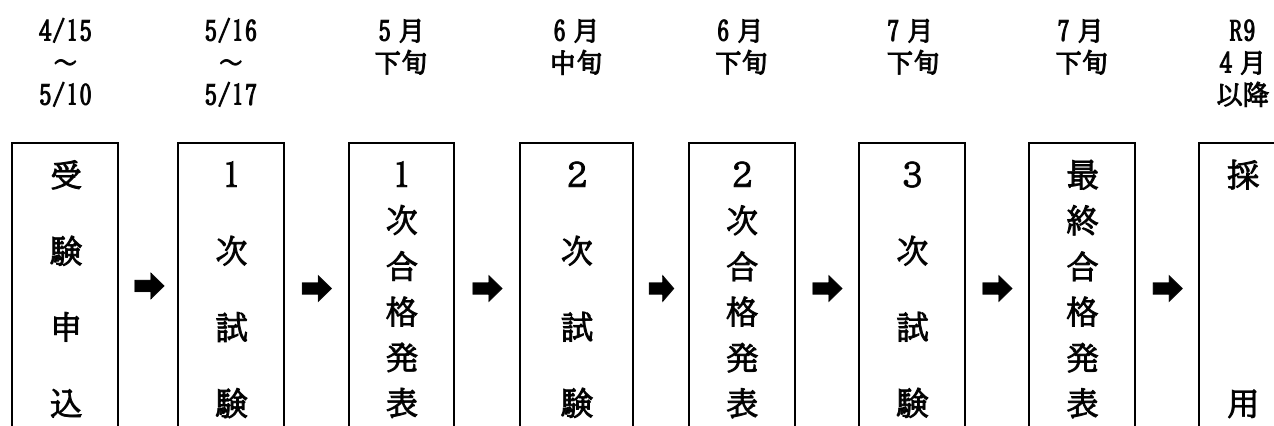 4/15
～
5/10
5/16
～
5/17
5月
下旬
6月
中旬
6月
下旬
7月
下旬
7月
下旬
R9
4月
以降
受験申込
1次試験
1次合格発表
2次試験
2次合格発表
3次試験
最終合格発表
採用